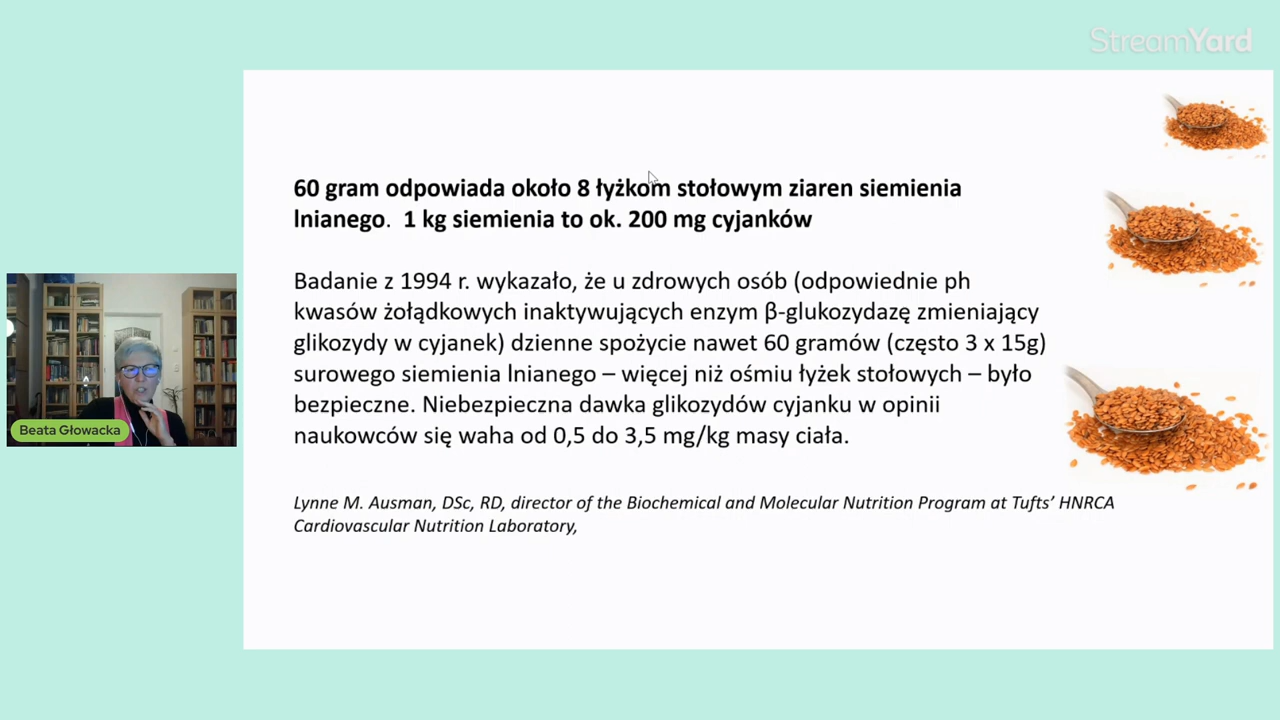 StreamYard
60 gram odpowiada około 8 łyżkom stołowym ziaren siemienia
lnianego.  1 kg siemienia to ok. 200 mg cyjanków
Badanie z 1994 r. wykazało, że u zdrowych osób (odpowiednie ph
kwasów żołądkowych inaktywujących enzym β-glukozydazę zmieniający
glikozydy w cyjanek) dzienne spożycie nawet 60 gramów (często 3 x 15g)
surowego siemienia lnianego – więcej niż ośmiu łyżek stołowych – było
bezpieczne. Niebezpieczna dawka glikozydów cyjanku w opinii
naukowców się waha od 0,5 do 3,5 mg/kg masy ciała.
Beata Głowacka
Lynne M. Ausman, DSc, RD, director of the Biochemical and Molecular Nutrition Program at Tufts’ HNRCA
Cardiovascular Nutrition Laboratory,